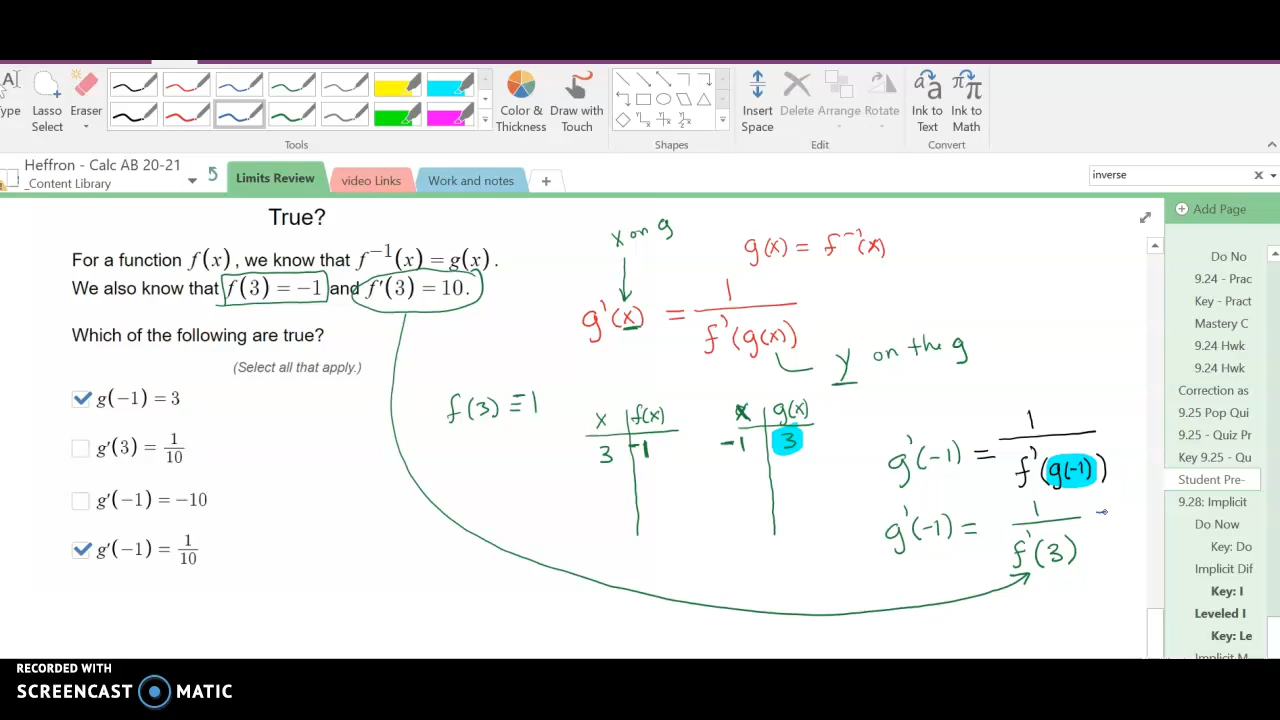 Type
Lasso
Select
Eraser
Color &
Thickness
Draw with
Touch
Insert
Space
Delete
Arrange
Rotate
Ink to
Text
Ink to
Math
Tools
Shapes
Edit
Convert
Heffron - Calc AB 20-21
_Content Library
Limits Review
video Links
Work and notes
+
inverse
Add Page
True?
For a function f(x), we know that f⁻¹(x) = g(x).
We also know that f(3) = −1 and f′(3) = 10.
Which of the following are true?
(Select all that apply.)
g(−1) = 3
g′(3) = 1/10
g′(−1) = −10
g′(−1) = 1/10
x on g
g(x) = f⁻¹(x)
g'(x) = 1/f'(g(x))
y on the g
f(3) = -1
x f(x)
3 -1
x g(x)
-1 3
g'(-1) = 1/f'(g(-1))
g'(-1) = 1/f'(3)
Do No
9.24 - Prac
Key - Pract
Mastery C
9.24 Hwk
9.24 Hwk
Correction as
9.25 Pop Qui
9.25 - Quiz Pr
Key 9.25 - Qu
Student Pre-
9.28: Implicit
Do Now
Key: Do
Implicit Dif
Key: I
Leveled I
Key: Le
Implicit M
RECORDED WITH
SCREENCAST MATIC